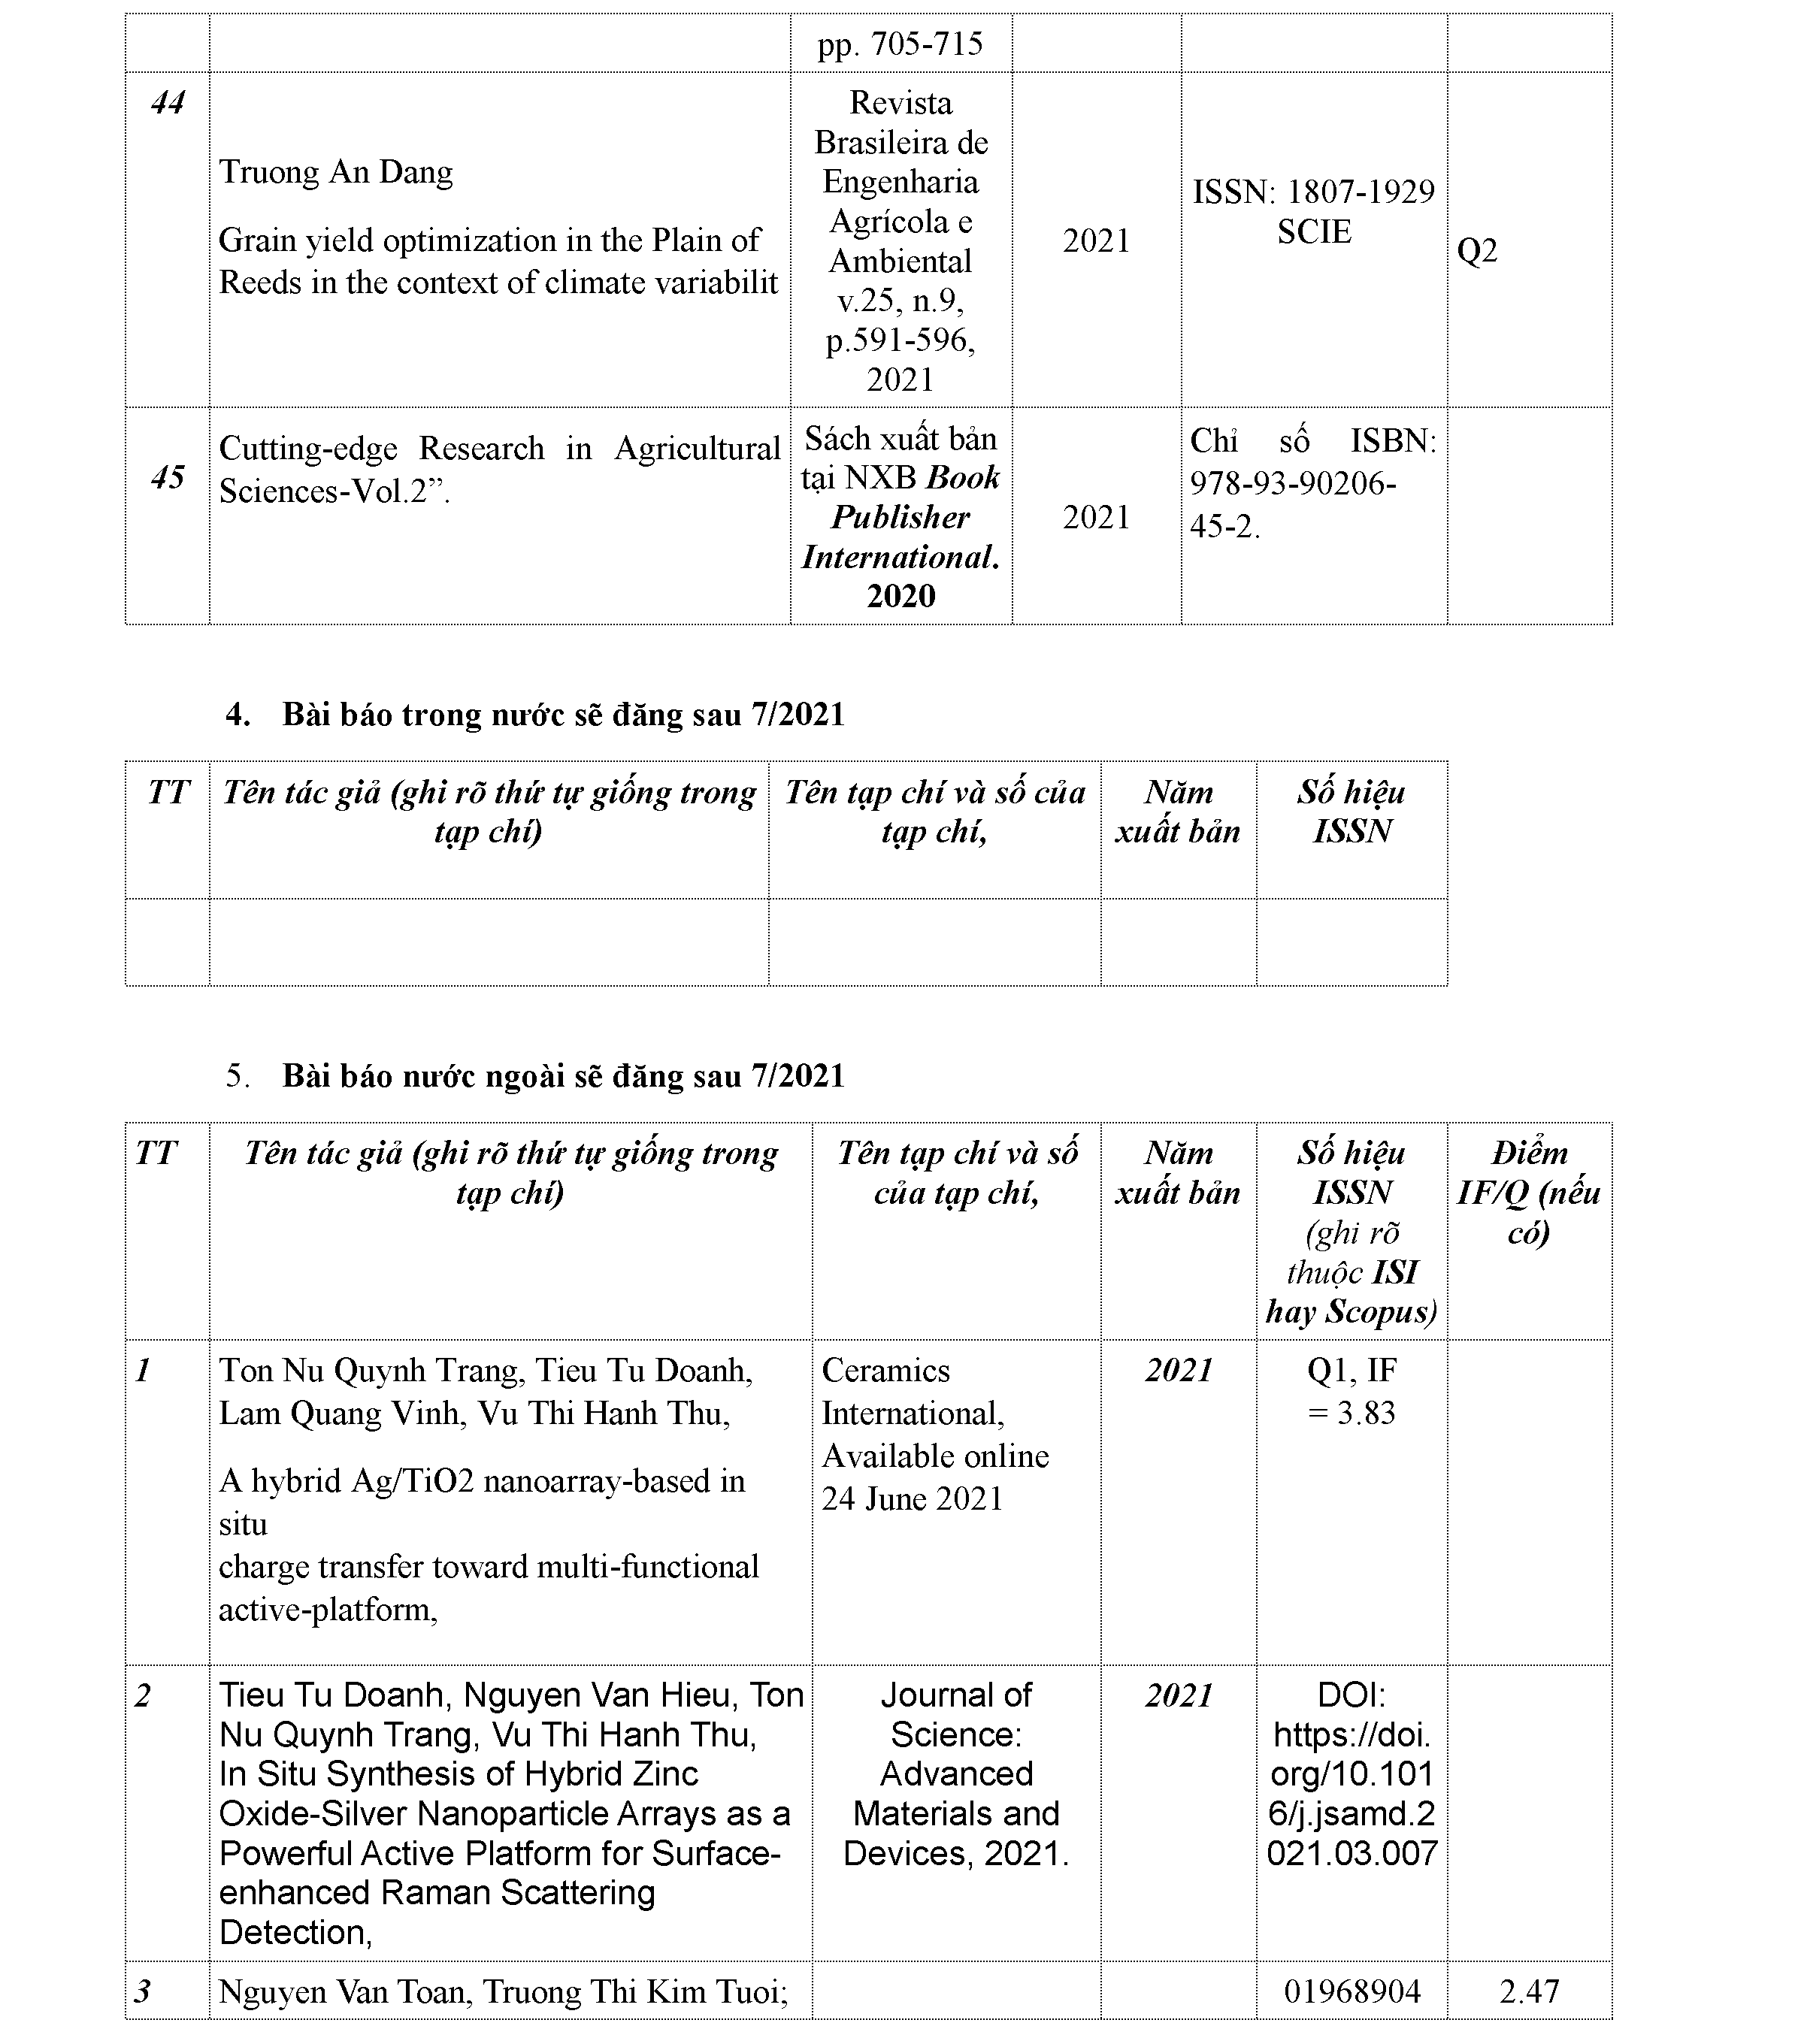 pp. 705-715
44
Truong An Dang
Grain yield optimization in the Plain of
Reeds in the context of climate variabilit
Revista
Brasileira de
Engenharia
Agrícola e
Ambiental
v.25, n.9,
p.591-596,
2021
2021
ISSN: 1807-1929
SCIE
Q2
45
Cutting-edge Research in Agricultural
Sciences-Vol.2”.
Sách xuất bản
tại NXB Book
Publisher
International.
2020
2021
Chỉ số ISBN:
978-93-90206-
45-2.
4. Bài báo trong nước sẽ đăng sau 7/2021
TT
Tên tác giả (ghi rõ thứ tự giống trong
tạp chí)
Tên tạp chí và số của
tạp chí,
Năm
xuất bản
Số hiệu
ISSN
5. Bài báo nước ngoài sẽ đăng sau 7/2021
TT
Tên tác giả (ghi rõ thứ tự giống trong
tạp chí)
Tên tạp chí và số
của tạp chí,
Năm
xuất bản
Số hiệu
ISSN
(ghi rõ
thuộc ISI
hay Scopus)
Điểm
IF/Q (nếu
có)
1
Ton Nu Quynh Trang, Tieu Tu Doanh,
Lam Quang Vinh, Vu Thi Hanh Thu,
A hybrid Ag/TiO2 nanoarray-based in
situ
charge transfer toward multi-functional
active-platform,
Ceramics
International,
Available online
24 June 2021
2021
Q1, IF
= 3.83
2
Tieu Tu Doanh, Nguyen Van Hieu, Ton
Nu Quynh Trang, Vu Thi Hanh Thu,
In Situ Synthesis of Hybrid Zinc
Oxide-Silver Nanoparticle Arrays as a
Powerful Active Platform for Surface-
enhanced Raman Scattering
Detection,
Journal of
Science:
Advanced
Materials and
Devices, 2021.
2021
DOI:
https://doi.
org/10.101
6/j.jsamd.2
021.03.007
3
Nguyen Van Toan, Truong Thi Kim Tuoi;
01968904
2.47